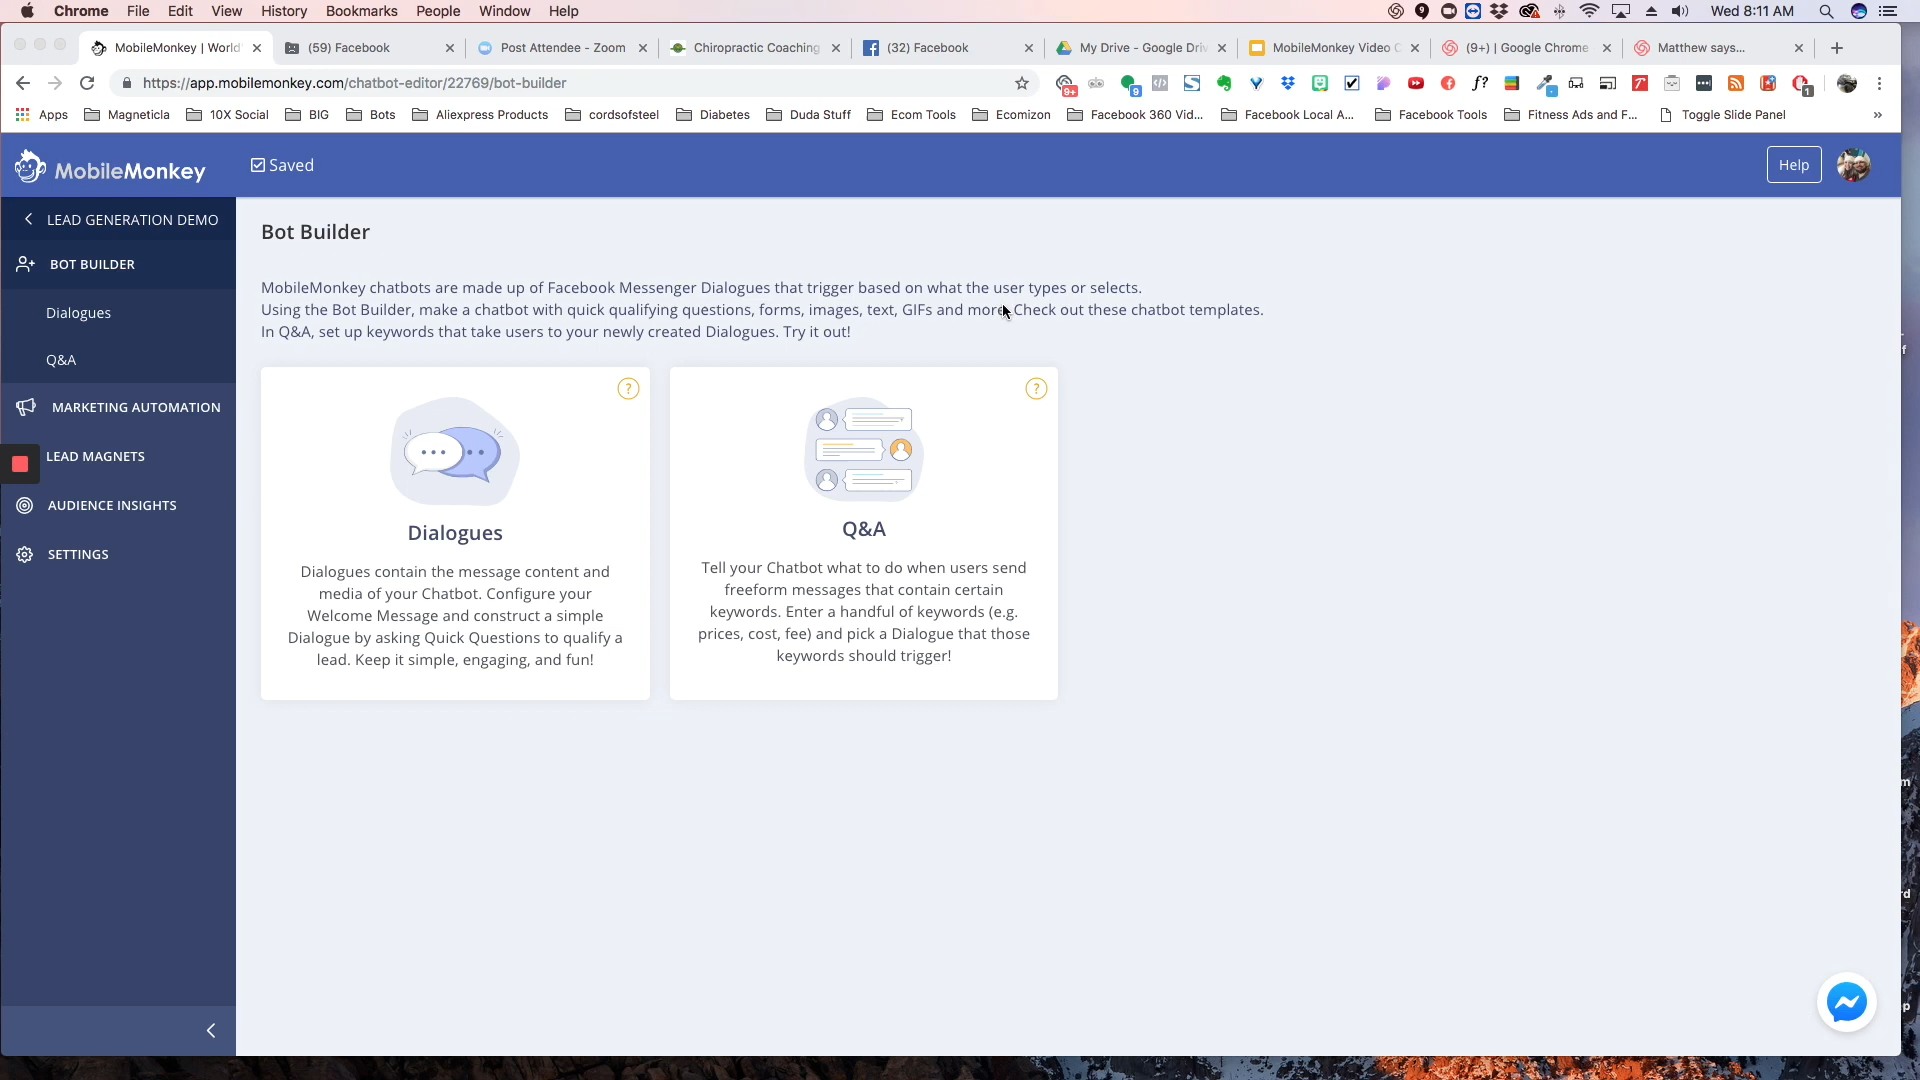 Chrome File Edit View History Bookmarks People Window Help
9
Wed 8:11 AM
MobileMonkey | World'
(59) Facebook
Post Attendee - Zoom
Chiropractic Coaching
(32) Facebook
My Drive - Google Driv
MobileMonkey Video C
(9+) | Google Chrome
Matthew says...
https://app.mobilemonkey.com/chatbot-editor/22769/bot-builder
9+
9
f?
1
Apps
Magneticla
10X Social
BIG
Bots
Aliexpress Products
cordsofsteel
Diabetes
Duda Stuff
Ecom Tools
Ecomizon
Facebook 360 Vid...
Facebook Local A...
Facebook Tools
Fitness Ads and F...
Toggle Slide Panel
»
MobileMonkey
Saved
Help
LEAD GENERATION DEMO
BOT BUILDER
Dialogues
Q&A
MARKETING AUTOMATION
LEAD MAGNETS
AUDIENCE INSIGHTS
SETTINGS
Bot Builder
MobileMonkey chatbots are made up of Facebook Messenger Dialogues that trigger based on what the user types or selects.
Using the Bot Builder, make a chatbot with quick qualifying questions, forms, images, text, GIFs and more. Check out these chatbot templates.
In Q&A, set up keywords that take users to your newly created Dialogues. Try it out!
?
Dialogues
Dialogues contain the message content and
media of your Chatbot. Configure your
Welcome Message and construct a simple
Dialogue by asking Quick Questions to qualify a
lead. Keep it simple, engaging, and fun!
?
Q&A
Tell your Chatbot what to do when users send
freeform messages that contain certain
keywords. Enter a handful of keywords (e.g.
prices, cost, fee) and pick a Dialogue that those
keywords should trigger!